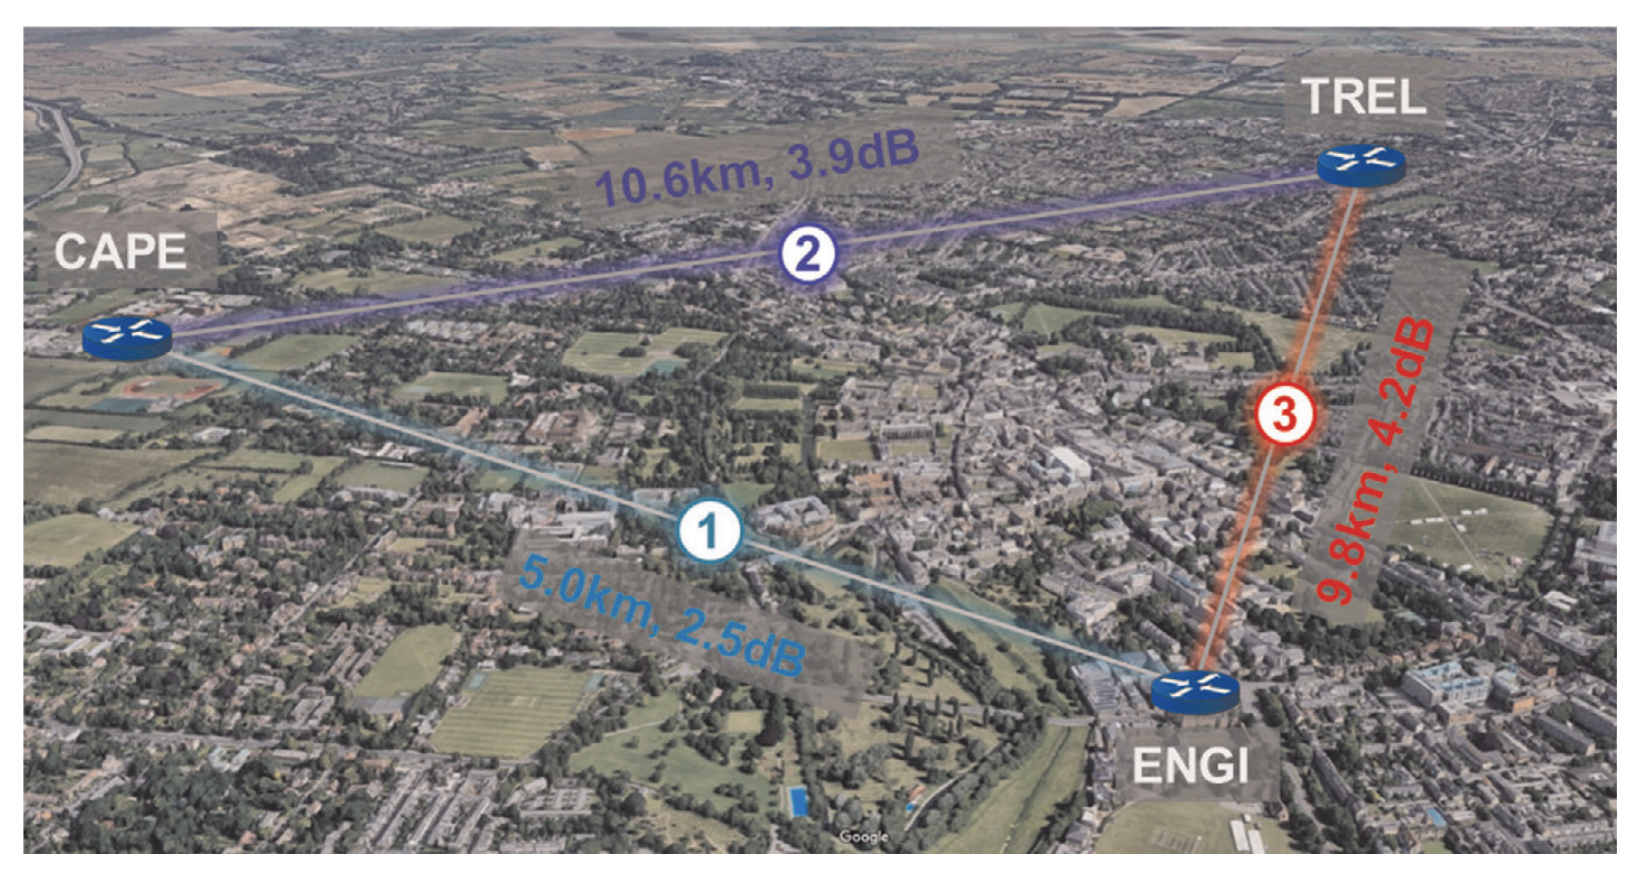 TREL
10.6km, 3.9dB
CAPE
2
3
9.8km, 4.2dB
1
5.0km, 2.5dB
ENGI
Google